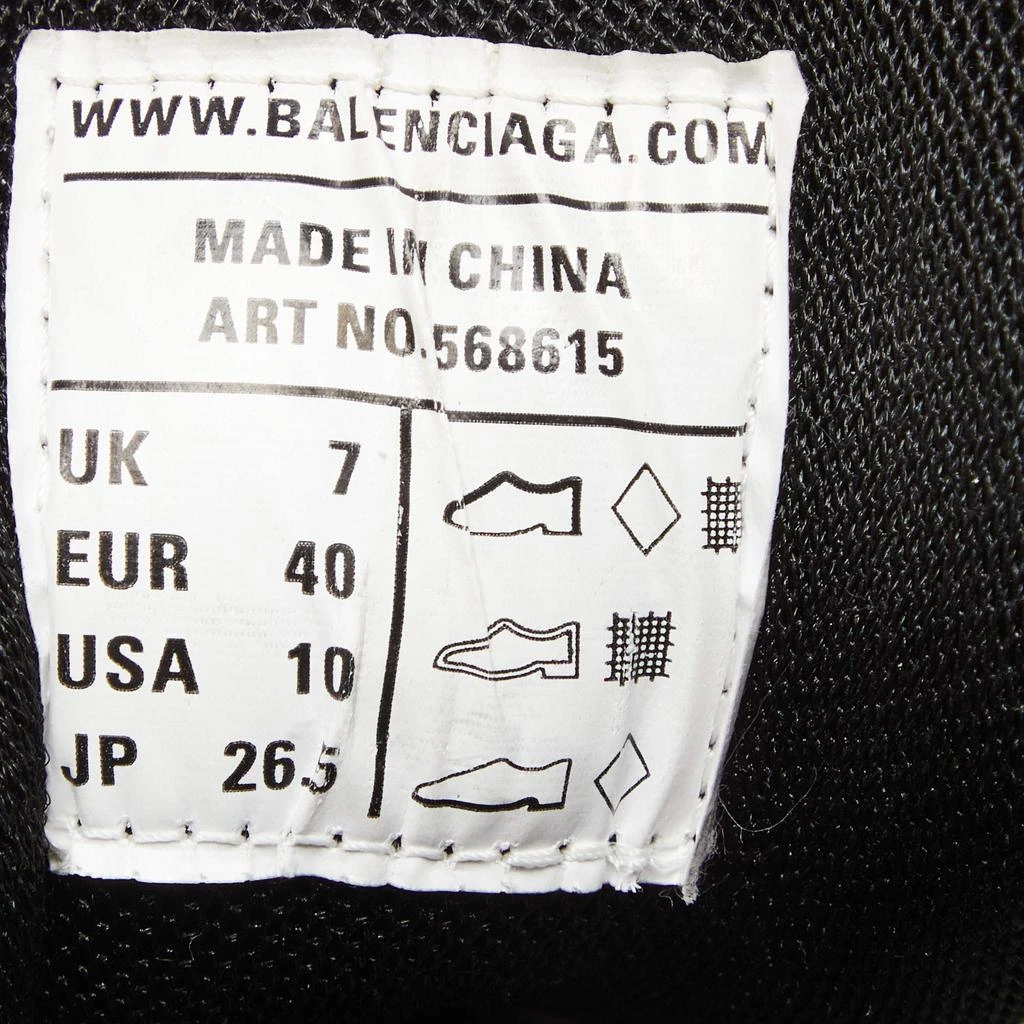 WWW.BALENCIAGA.COM
MADE IN CHINA
ART NO.568615
UK 7
EUR 40
USA 10
JP 26.5